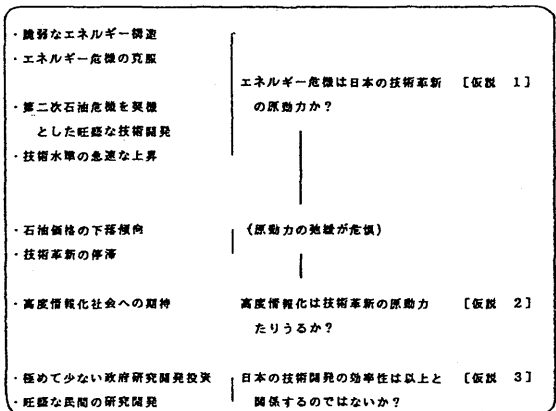 ・脆弱なエネルギー構造
・エネルギー危機の克服
エネルギー危機は日本の技術革新 [仮説 1]
の原動力か?
・第二次石油危機を契機
とした旺盛な技術開発
・技術水準の急速な上昇
・石油価格の下落傾向 (原動力の弛緩が危惧)
・技術革新の停滞
・高度情報化社会への期待 高度情報化は技術革新の原動力 [仮説 2]
たりうるか?
・極めて少ない政府研究開発投資 日本の技術開発の効率性は以上と [仮説 3]
・旺盛な民間の研究開発 関係するのではないか?